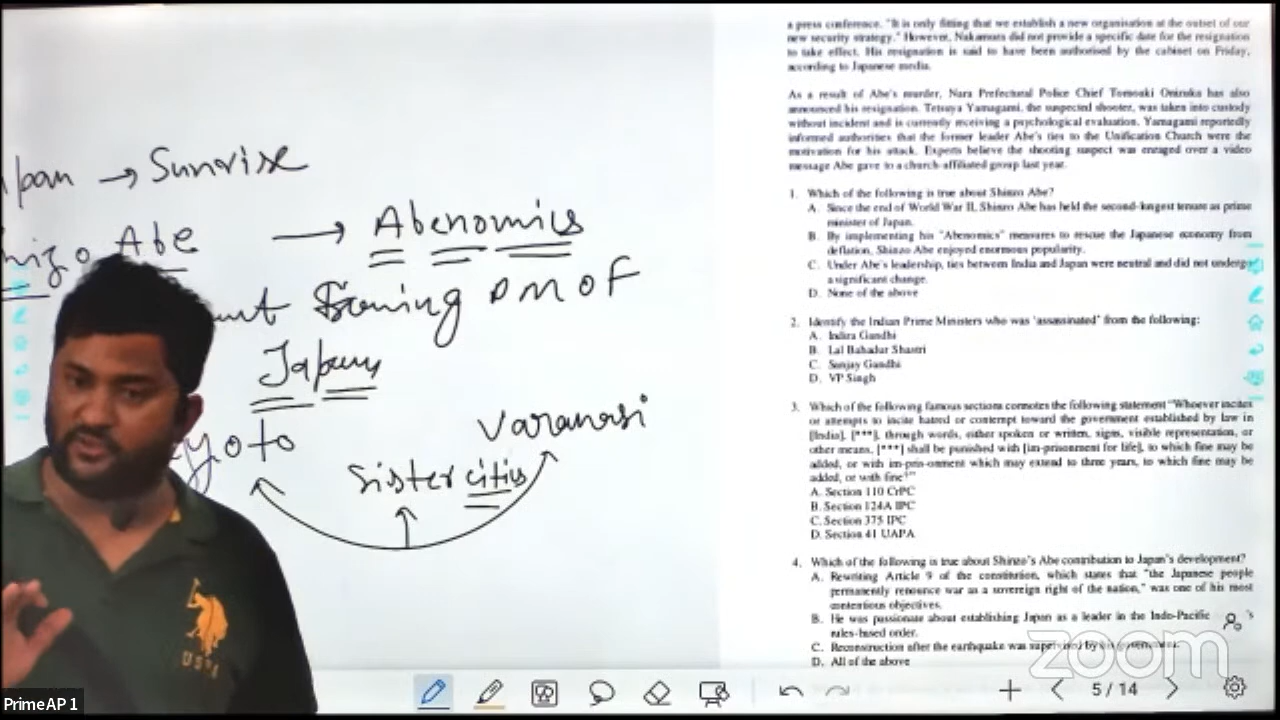 → Sunrise
Abe → Abenomics
PM OF
Japan
Varanasi
Sister cities
a press conference. "It is only fitting that we establish a new organisation at the outset of our
new security strategy." However, Nakamura did not provide a specific date for the resignation
to take effect. His resignation is said to have been authorised by the cabinet on Friday,
according to Japanese media.
As a result of Abe's murder, Nara Prefectural Police Chief Tomoaki Onizuka has also
announced his resignation. Tetsuya Yamagami, the suspected shooter, was taken into custody
without incident and is currently receiving a psychological evaluation. Yamagami reportedly
informed authorities that the former leader Abe's ties to the Unification Church were the
motivation for his attack. Experts believe the shooting suspect was enraged over a video
message Abe gave to a church-affiliated group last year.
1. Which of the following is true about Shinzo Abe?
A. Since the end of World War II, Shinzo Abe has held the second-longest tenure as prime
minister of Japan.
B. By implementing his "Abenomics" measures to rescue the Japanese economy from
deflation, Shinzo Abe enjoyed enormous popularity.
C. Under Abe's leadership, ties between India and Japan were neutral and did not undergo
a significant change.
D. None of the above
2. Identify the Indian Prime Ministers who was 'assassinated' from the following:
A. Indira Gandhi
B. Lal Bahadur Shastri
C. Sanjay Gandhi
D. VP Singh
3. Which of the following famous sections connotes the following statement "Whoever incites
or attempts to incite hatred or contempt toward the government established by law in
[India], [***], through words, either spoken or written, signs, visible representation, or
other means, [***] shall be punished with [im-prisonment for life], to which fine may be
added, or with im-pris-onment which may extend to three years, to which fine may be
added, or with fine"
A. Section 110 CrPC
B. Section 124A IPC
C. Section 375 IPC
D. Section 41 UAPA
4. Which of the following is true about Shinzo's Abe contribution to Japan's development?
A. Rewriting Article 9 of the constitution, which states that "the Japanese people
permanently renounce war as a sovereign right of the nation," was one of his most
contentious objectives.
B. He was passionate about establishing Japan as a leader in the Indo-Pacific 's
rules-based order.
C. Reconstruction after the earthquake was supervised by his government.
D. All of the above
zoom
5 / 14
USPA
PrimeAP 1